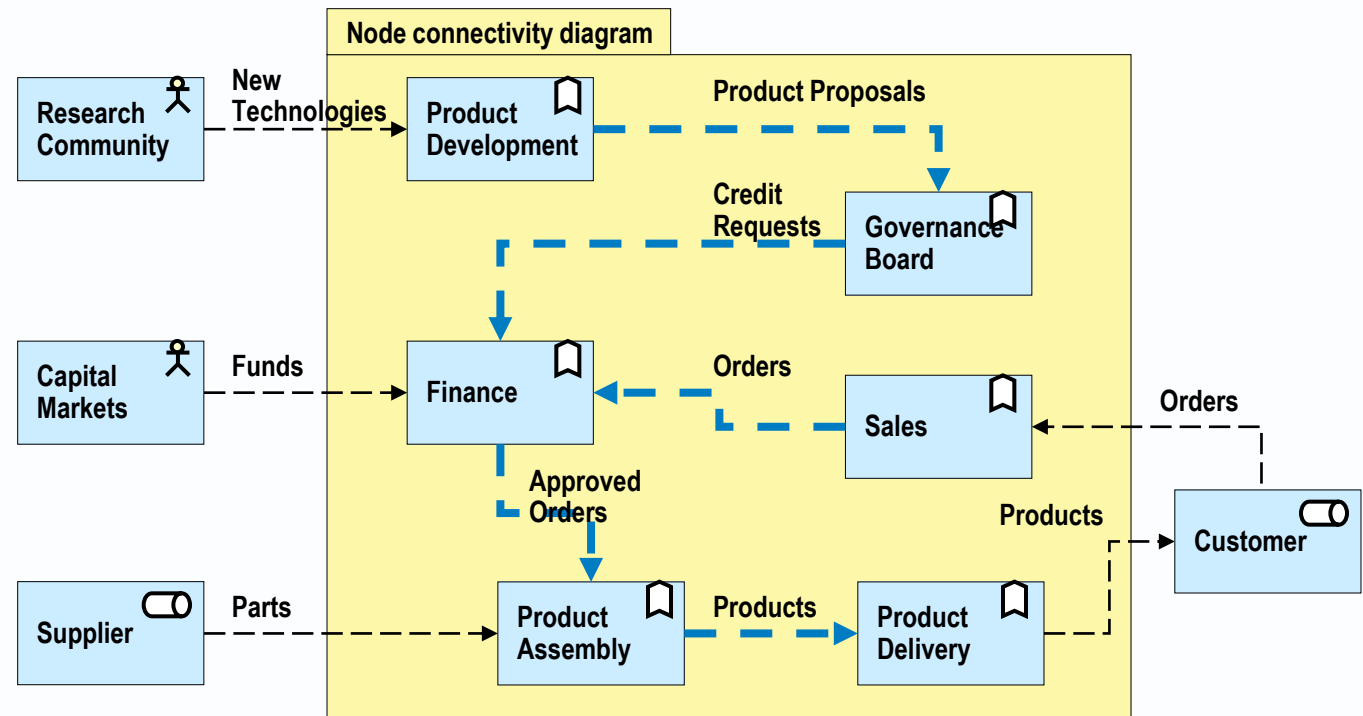 Node connectivity diagram
Research
Community
New
Technologies
Product
Development
Product Proposals
Credit
Requests
Governance
Board
Capital
Markets
Funds
Finance
Orders
Sales
Orders
Approved
Orders
Products
Customer
Supplier
Parts
Product
Assembly
Products
Product
Delivery